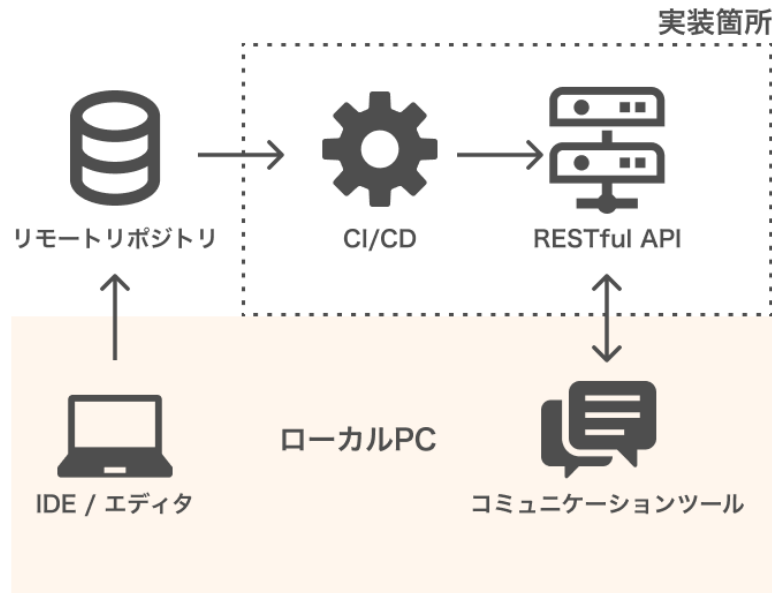 実装箇所
リモートリポジトリ
CI/CD
RESTful API
ローカルPC
IDE / エディタ
コミュニケーションツール